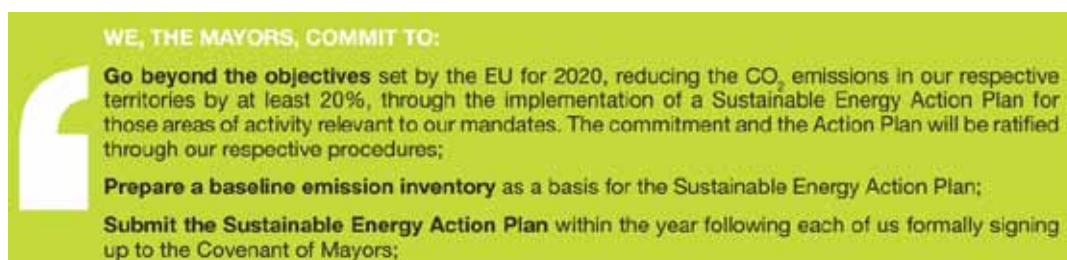 WE, THE MAYORS, COMMIT TO:
Go beyond the objectives set by the EU for 2020, reducing the CO₂ emissions in our respective
territories by at least 20%, through the implementation of a Sustainable Energy Action Plan for
those areas of activity relevant to our mandates. The commitment and the Action Plan will be ratified
through our respective procedures;
Prepare a baseline emission inventory as a basis for the Sustainable Energy Action Plan;
Submit the Sustainable Energy Action Plan within the year following each of us formally signing
up to the Covenant of Mayors;